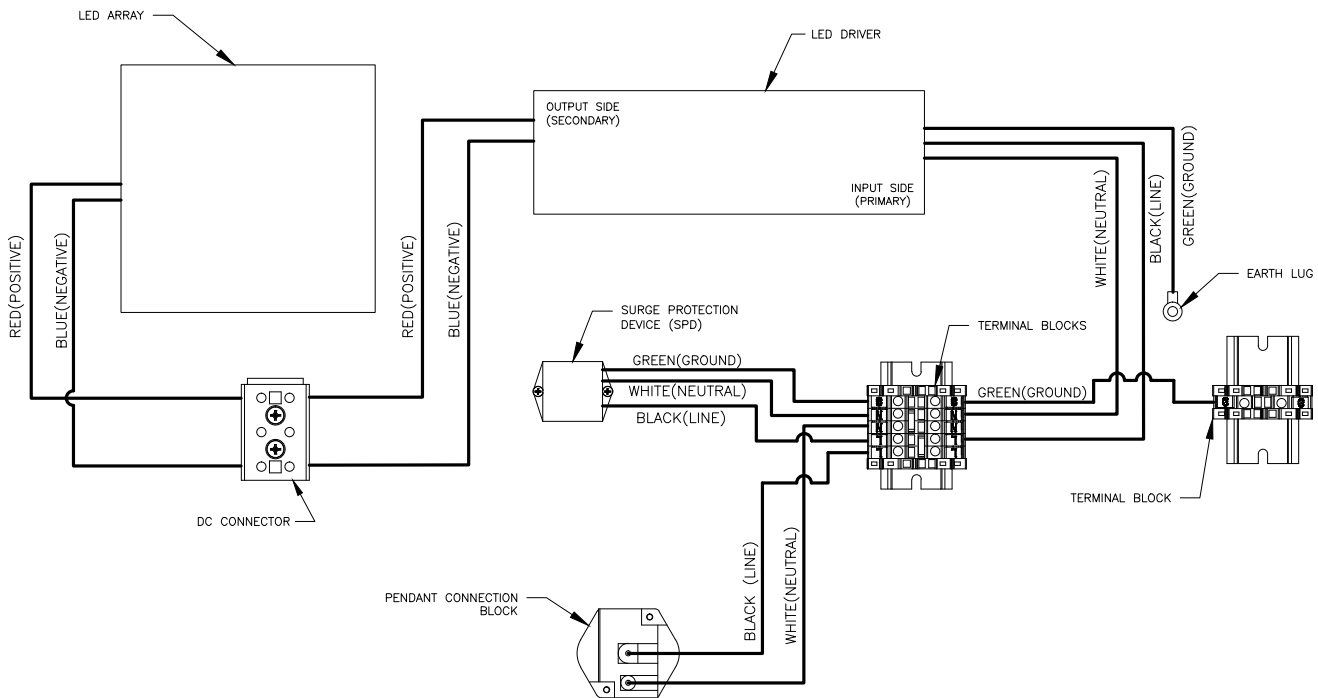 LED ARRAY
LED DRIVER
OUTPUT SIDE
(SECONDARY)
INPUT SIDE
(PRIMARY)
RED(POSITIVE)
BLUE(NEGATIVE)
RED(POSITIVE)
BLUE(NEGATIVE)
WHITE(NEUTRAL)
BLACK(LINE)
GREEN(GROUND)
EARTH LUG
SURGE PROTECTION
DEVICE (SPD)
TERMINAL BLOCKS
GREEN(GROUND)
WHITE(NEUTRAL)
BLACK(LINE)
GREEN(GROUND)
TERMINAL BLOCK
DC CONNECTOR
PENDANT CONNECTION
BLOCK
BLACK (LINE)
WHITE(NEUTRAL)